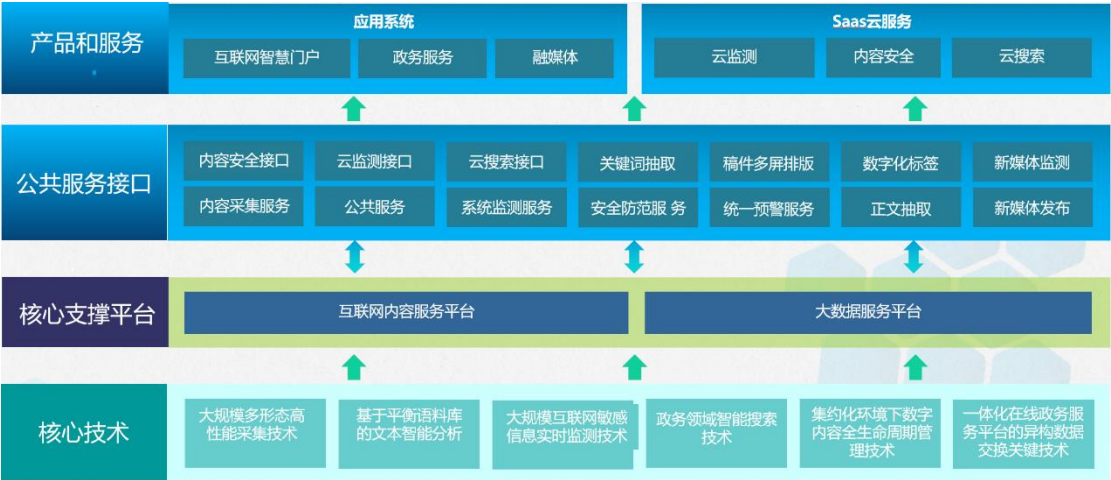 产品和服务
应用系统
互联网智慧门户
政务服务
融媒体
Saas云服务
云监测
内容安全
云搜索
公共服务接口
内容安全接口
云监测接口
云搜索接口
关键词抽取
稿件多屏排版
数字化标签
新媒体监测
内容采集服务
公共服务
系统监测服务
安全防范服 务
统一预警服务
正文抽取
新媒体发布
核心支撑平台
互联网内容服务平台
大数据服务平台
核心技术
大规模多形态高
性能采集技术
基于平衡语料库
的文本智能分析
大规模互联网敏感
信息实时监测技术
政务领域智能搜索
技术
集约化环境下数字
内容全生命周期管
理技术
一体化在线政务服
务平台的异构数据
交换关键技术